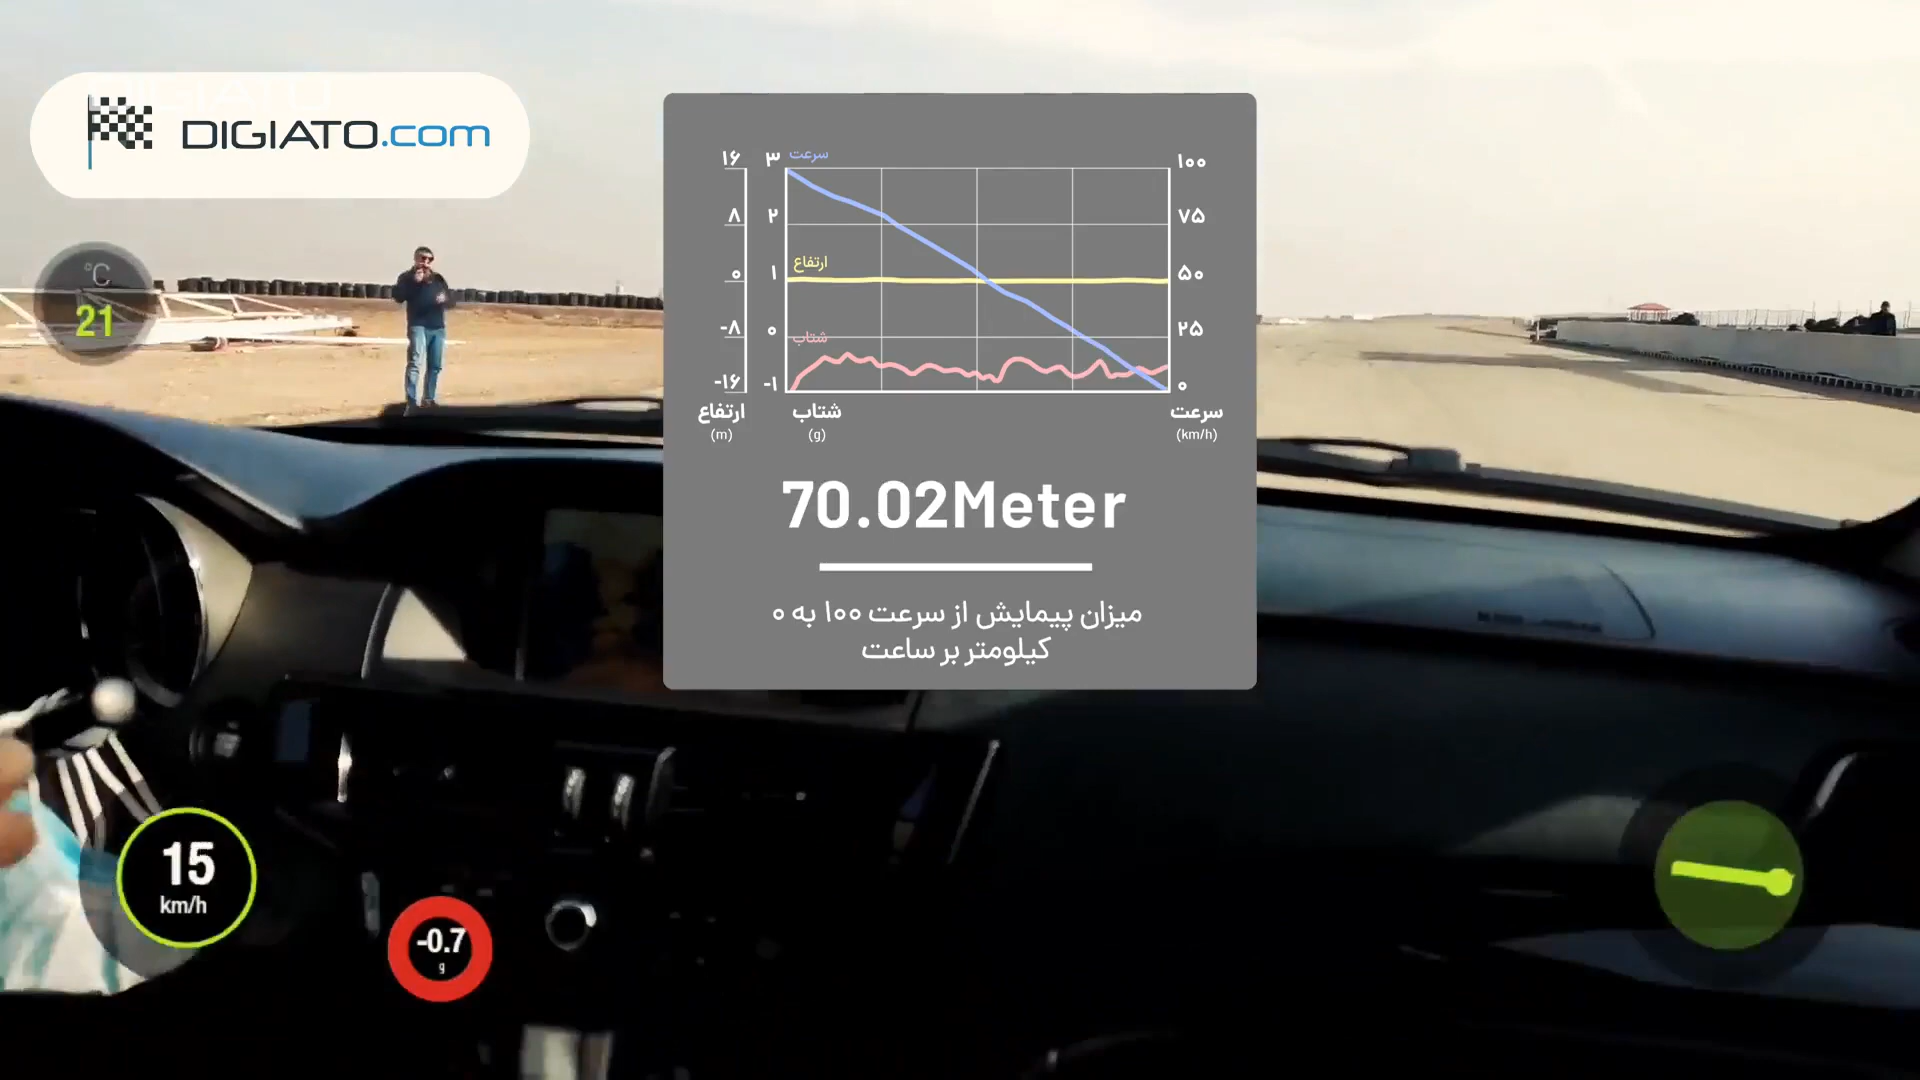 DIGIATO
DIGIATO.com
°C
21
۱۶
۸
۰
-۸
-۱۶
ارتفاع
(m)
۳
۲
۱
۰
-۱
شتاب
(g)
سرعت
ارتفاع
شتاب
۱۰۰
۷۵
۵۰
۲۵
۰
سرعت
(km/h)
70.02Meter
میزان پیمایش از سرعت ۱۰۰ به ۰
کیلومتر بر ساعت
15
km/h
-0.7
g